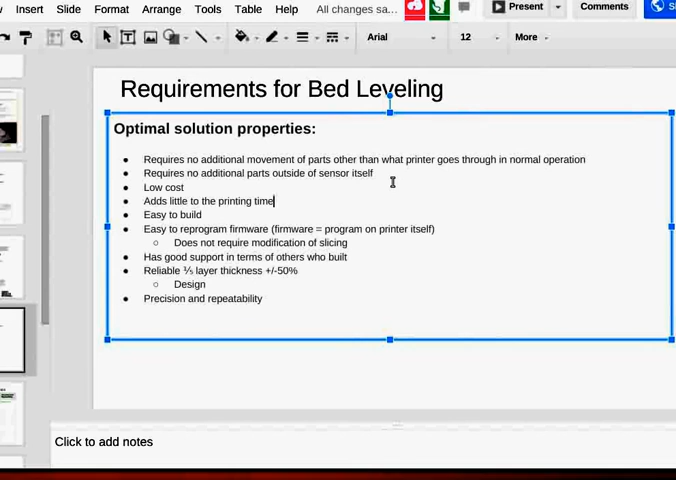 Insert Slide Format Arrange Tools Table Help All changes sa... Present Comments
Arial 12 More
Requirements for Bed Leveling
Optimal solution properties:
● Requires no additional movement of parts other than what printer goes through in normal operation
● Requires no additional parts outside of sensor itself
● Low cost
● Adds little to the printing time
● Easy to build
● Easy to reprogram firmware (firmware = program on printer itself)
○ Does not require modification of slicing
● Has good support in terms of others who built
● Reliable ⅕ layer thickness +/-50%
○ Design
● Precision and repeatability
Click to add notes